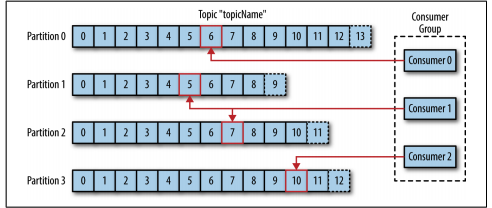 Topic "topicName"
Consumer
Group
Partition 0 0 1 2 3 4 5 6 7 8 9 10 11 12 13
Consumer 0
Partition 1 0 1 2 3 4 5 6 7 8 9
Consumer 1
Partition 2 0 1 2 3 4 5 6 7 8 9 10 11
Consumer 2
Partition 3 0 1 2 3 4 5 6 7 8 9 10 11 12